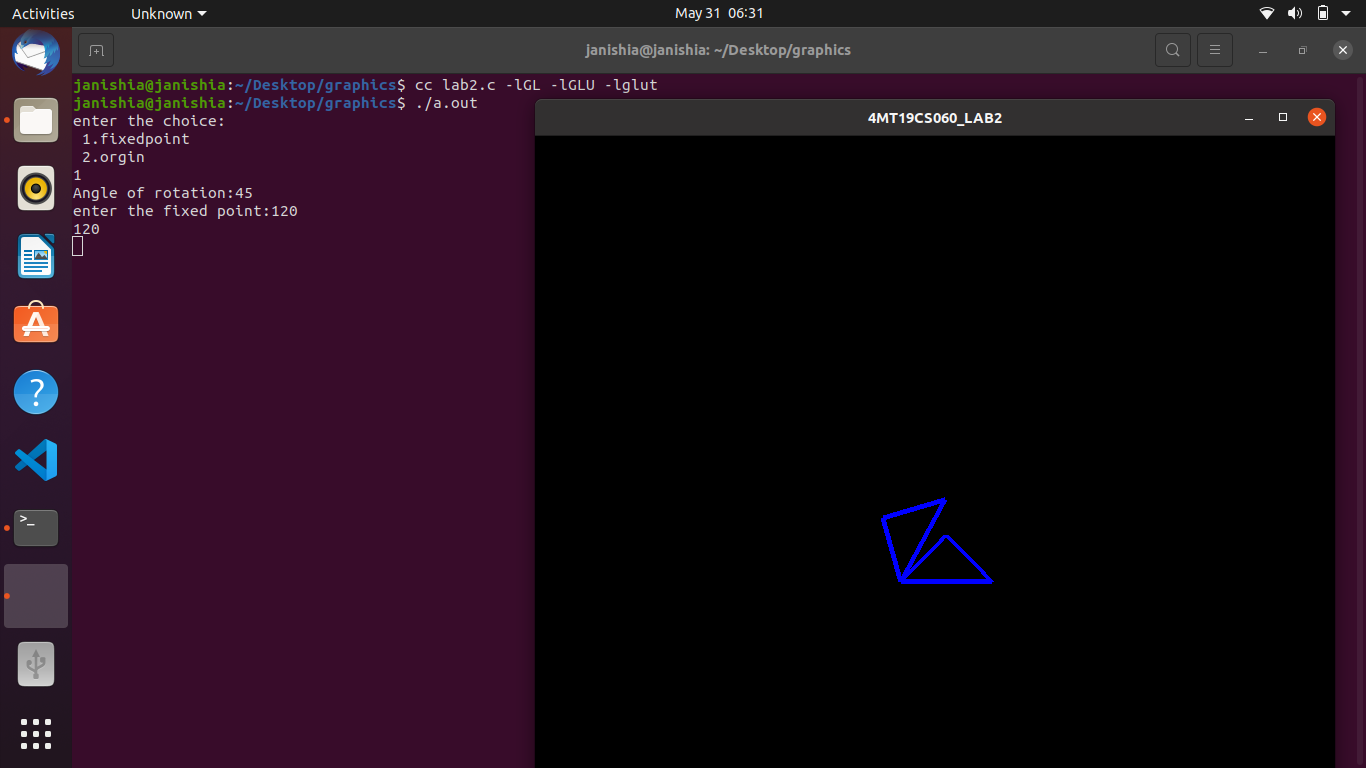 Activities
Unknown
May 31 06:31
janishia@janishia: ~/Desktop/graphics
janishia@janishia:~/Desktop/graphics$ cc lab2.c -lGL -lGLU -lglut
janishia@janishia:~/Desktop/graphics$ ./a.out
enter the choice:
1.fixedpoint
2.orgin
1
Angle of rotation:45
enter the fixed point:120
120
4MT19CS060_LAB2